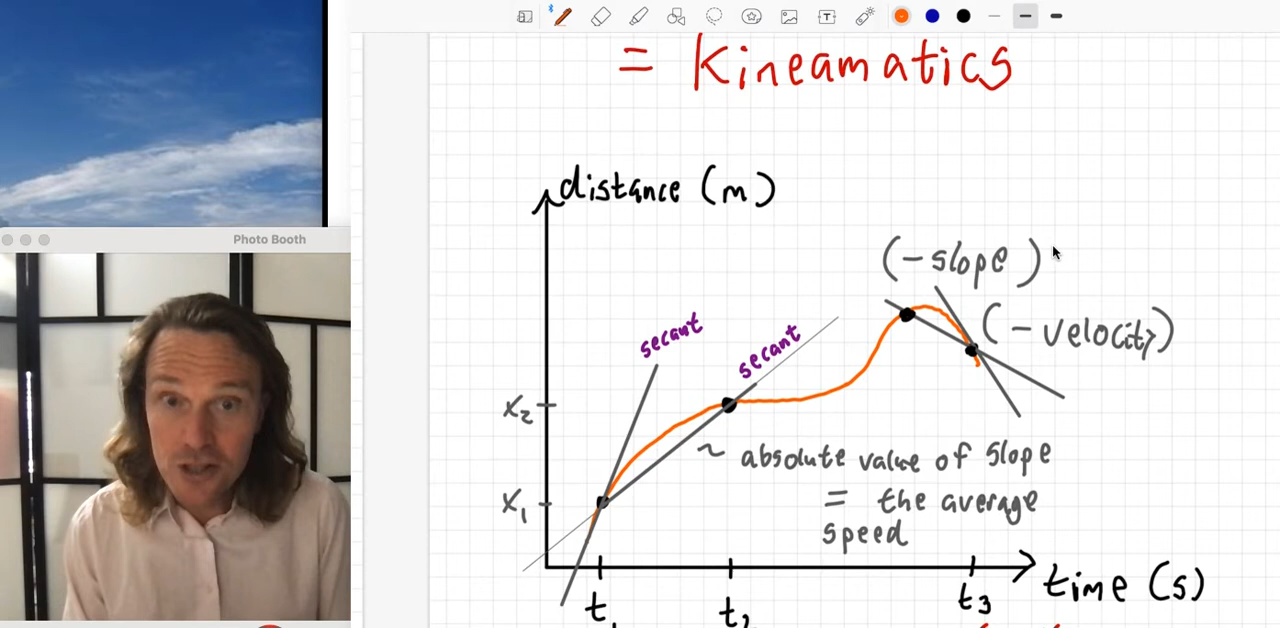 = Kineamatics
Photo Booth
distance (m)
(-slope)
(-velocity)
secant
secant
x2
~ absolute value of slope
= the average
speed
x1
time (s)
t1
t2
t3